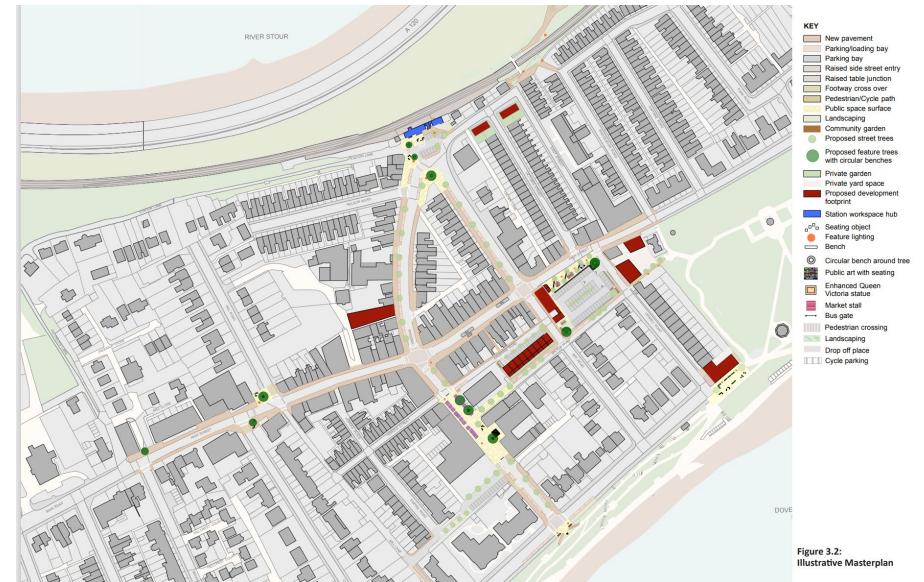 RIVER STOUR
A 120
DOVE
KEY
New pavement
Parking/loading bay
Parking bay
Raised side street entry
Raised table junction
Footway cross over
Pedestrian/Cycle path
Public space surface
Landscaping
Community garden
Proposed street trees
Proposed feature trees
with circular benches
Private garden
Private yard space
Proposed development
footprint
Station workspace hub
Seating object
Feature lighting
Bench
Circular bench around tree
Public art with seating
Enhanced Queen
Victoria statue
Market stall
Bus gate
Pedestrian crossing
Landscaping
Drop off place
Cycle parking
Figure 3.2:
Illustrative Masterplan